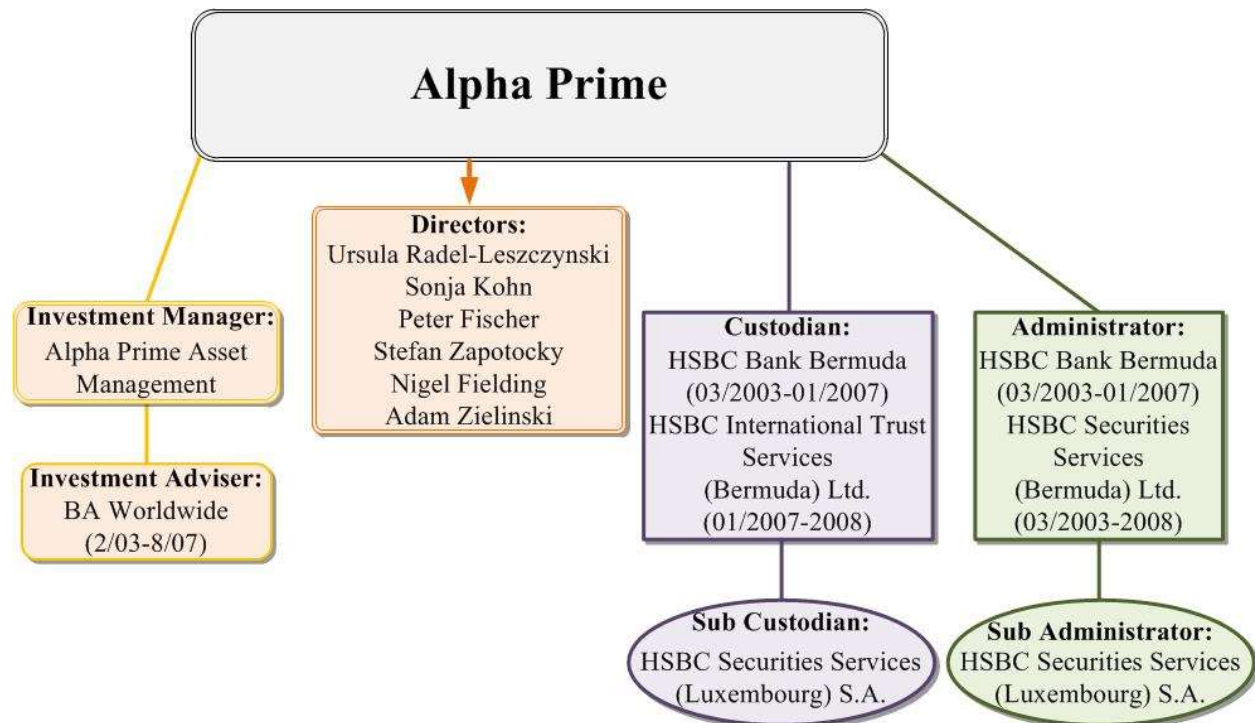 Alpha Prime
Investment Manager:
Alpha Prime Asset
Management
Investment Adviser:
BA Worldwide
(2/03-8/07)
Directors:
Ursula Radel-Leszczynski
Sonja Kohn
Peter Fischer
Stefan Zapotocky
Nigel Fielding
Adam Zielinski
Custodian:
HSBC Bank Bermuda
(03/2003-01/2007)
HSBC International Trust
Services
(Bermuda) Ltd.
(01/2007-2008)
Sub Custodian:
HSBC Securities Services
(Luxembourg) S.A.
Administrator:
HSBC Bank Bermuda
(03/2003-01/2007)
HSBC Securities
Services
(Bermuda) Ltd.
(03/2003-2008)
Sub Administrator:
HSBC Securities Services
(Luxembourg) S.A.